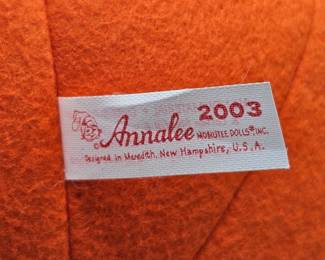 2003
© Annalee MOBILITEE DOLLS®, INC.
Designed in Meredith, New Hampshire, U.S.A.